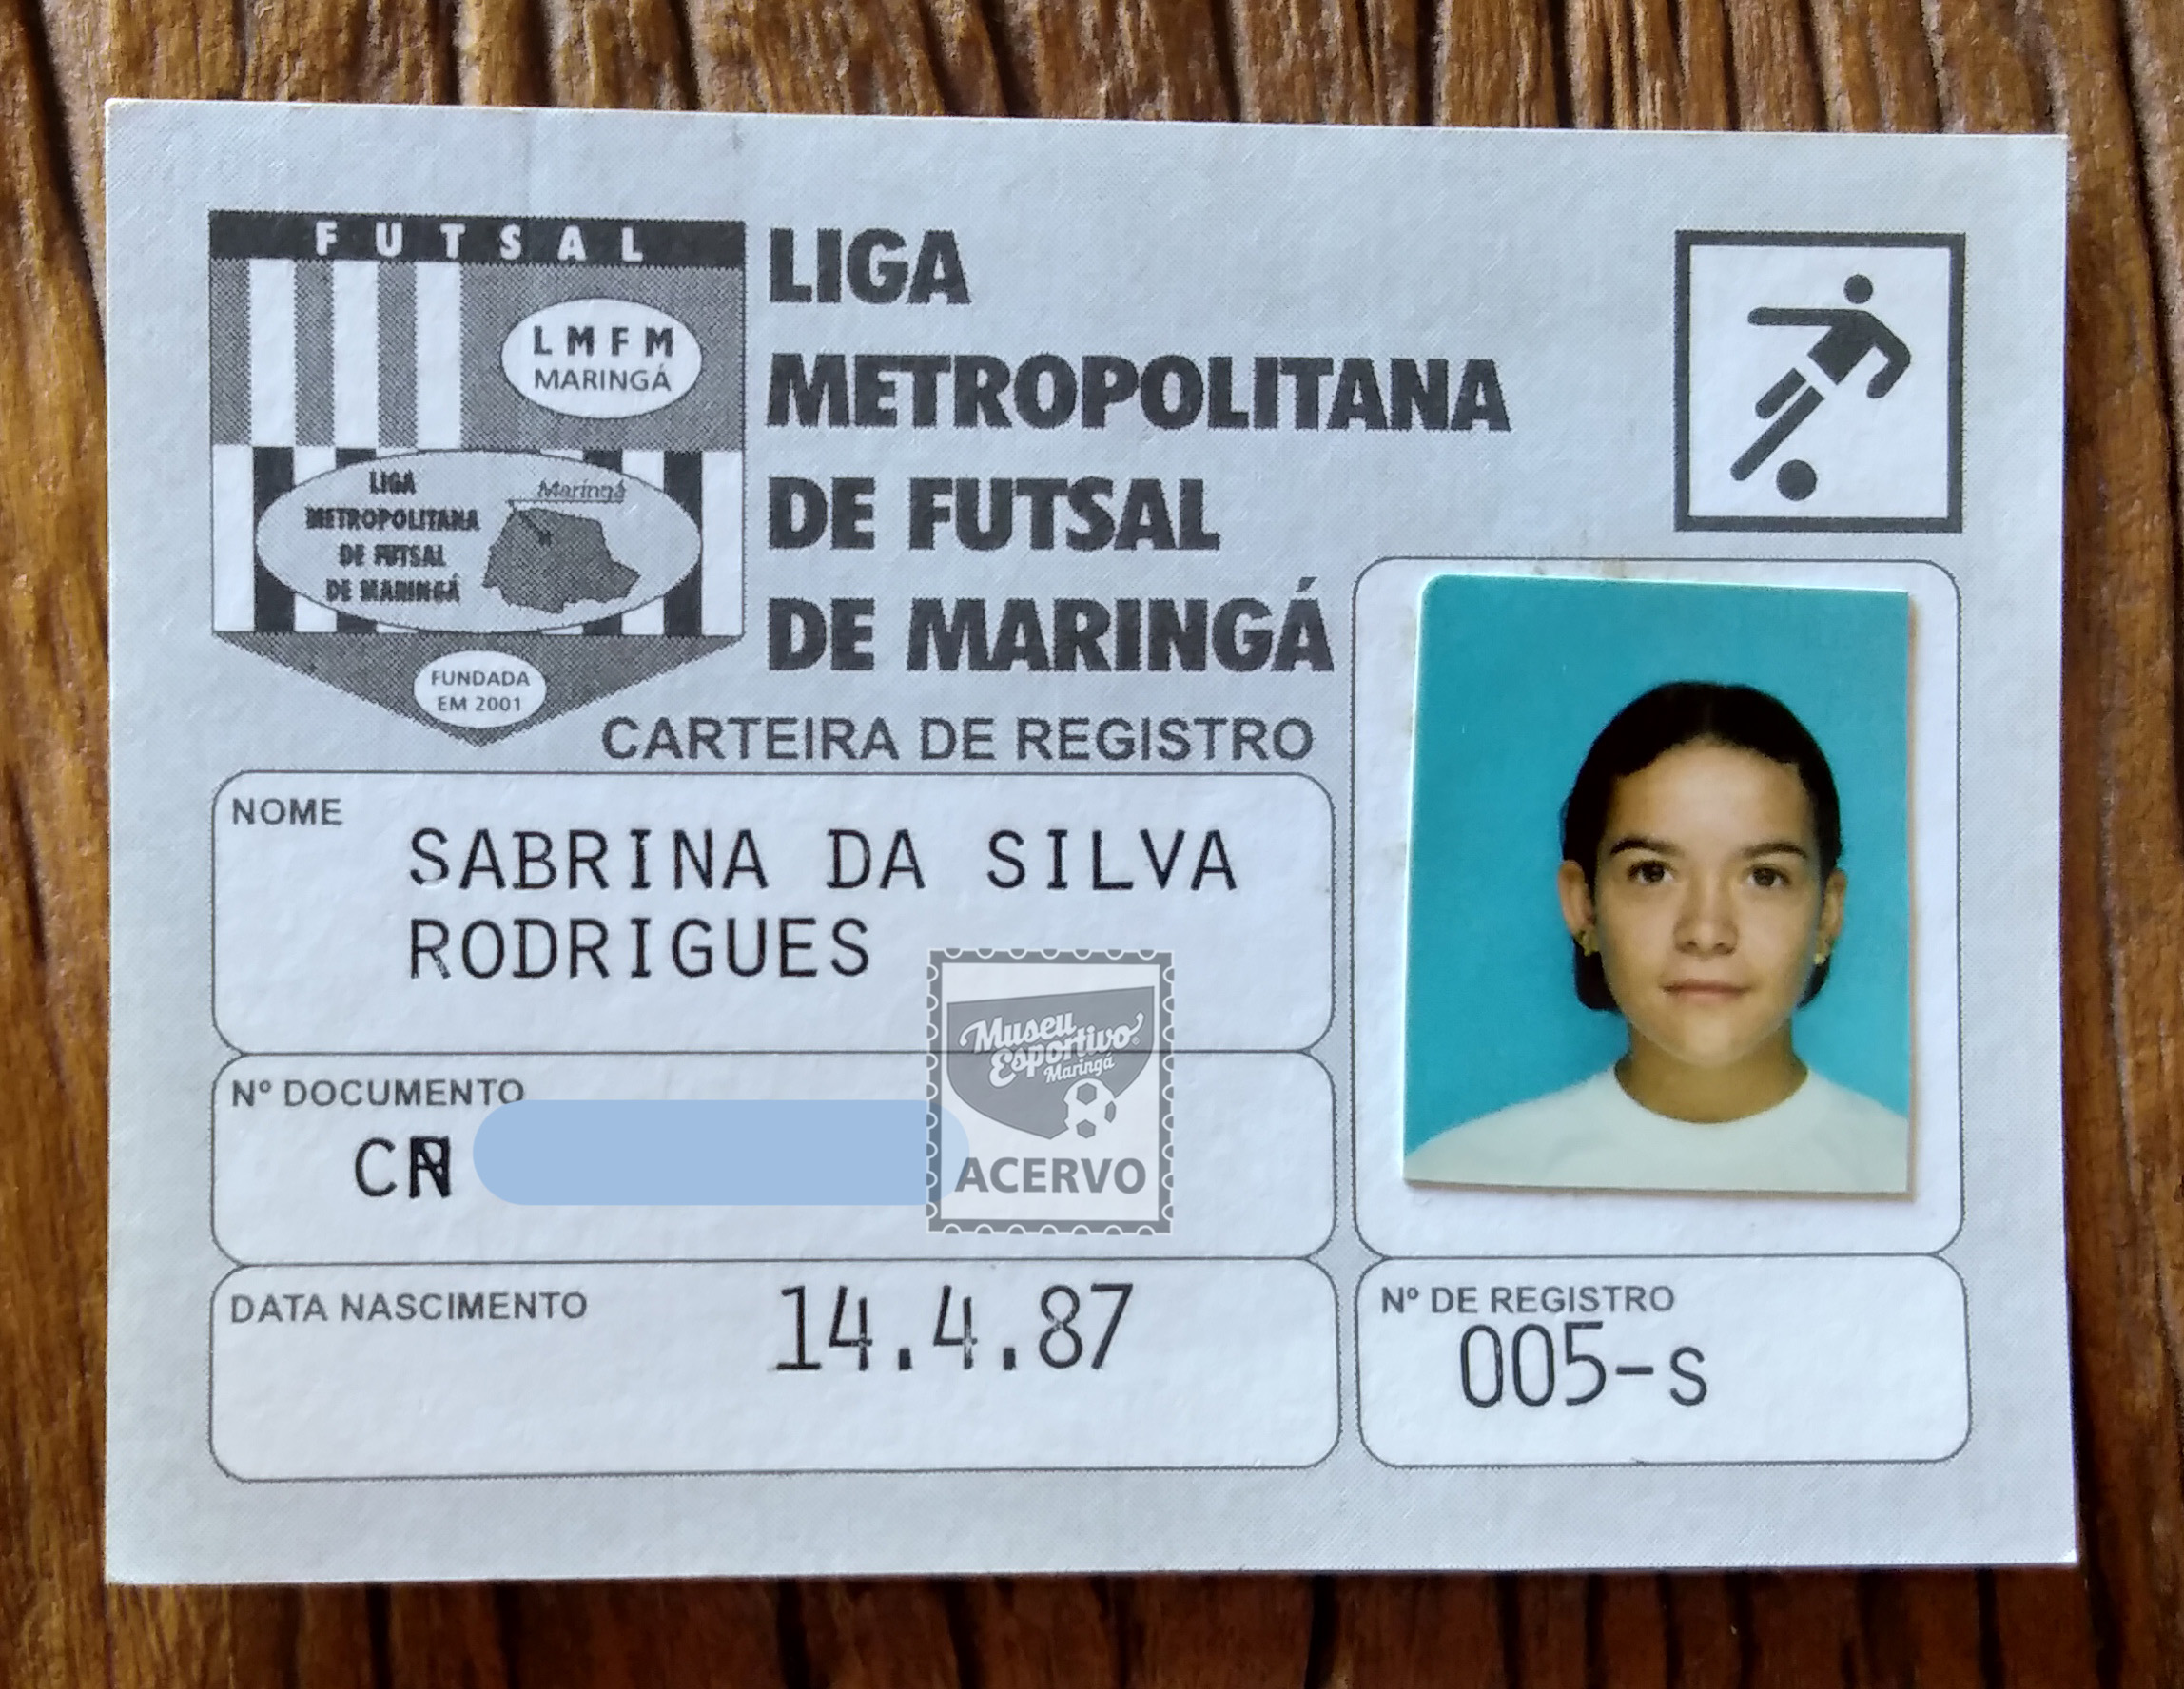 FUTSAL
LMFM
MARINGÁ
LIGA
METROPOLITANA
DE FUTSAL
DE MARINGÁ
Maringá
FUNDADA
EM 2001
LIGA
METROPOLITANA
DE FUTSAL
DE MARINGÁ
CARTEIRA DE REGISTRO
NOME
SABRINA DA SILVA
RODRIGUES
Nº DOCUMENTO
Museu
Esportivo
Maringá
ACERVO
DATA NASCIMENTO
14.4.87
Nº DE REGISTRO
005-s